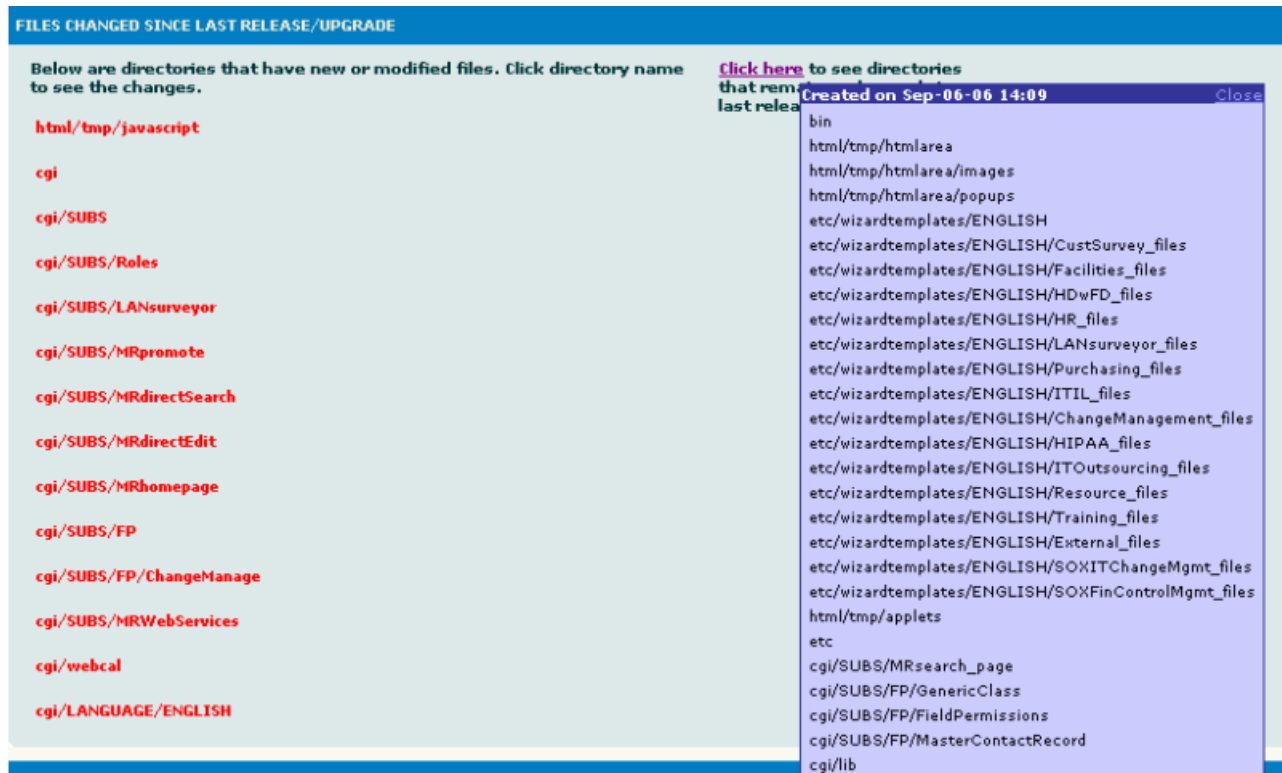 FILES CHANGED SINCE LAST RELEASE/UPGRADE
Below are directories that have new or modified files. Click directory name
to see the changes.
html/tmp/javascript
cgi
cgi/SUBS
cgi/SUBS/Roles
cgi/SUBS/LANsurveyor
cgi/SUBS/MRpromote
cgi/SUBS/MRdirectSearch
cgi/SUBS/MRdirectEdit
cgi/SUBS/MRhomepage
cgi/SUBS/FP
cgi/SUBS/FP/ChangeManage
cgi/SUBS/MRWebServices
cgi/webcal
cgi/LANGUAGE/ENGLISH
Click here to see directories
that
last
Created on Sep-06-06 14:09 Close
bin
html/tmp/htmlarea
html/tmp/htmlarea/images
html/tmp/htmlarea/popups
etc/wizardtemplates/ENGLISH
etc/wizardtemplates/ENGLISH/CustSurvey_files
etc/wizardtemplates/ENGLISH/Facilities_files
etc/wizardtemplates/ENGLISH/HDwFD_files
etc/wizardtemplates/ENGLISH/HR_files
etc/wizardtemplates/ENGLISH/LANsurveyor_files
etc/wizardtemplates/ENGLISH/Purchasing_files
etc/wizardtemplates/ENGLISH/ITIL_files
etc/wizardtemplates/ENGLISH/ChangeManagement_files
etc/wizardtemplates/ENGLISH/HIPAA_files
etc/wizardtemplates/ENGLISH/ITOutsourcing_files
etc/wizardtemplates/ENGLISH/Resource_files
etc/wizardtemplates/ENGLISH/Training_files
etc/wizardtemplates/ENGLISH/External_files
etc/wizardtemplates/ENGLISH/SOXITChangeMgmt_files
etc/wizardtemplates/ENGLISH/SOXFinControlMgmt_files
html/tmp/applets
etc
cgi/SUBS/MRsearch_page
cgi/SUBS/FP/GenericClass
cgi/SUBS/FP/FieldPermissions
cgi/SUBS/FP/MasterContactRecord
cgi/lib